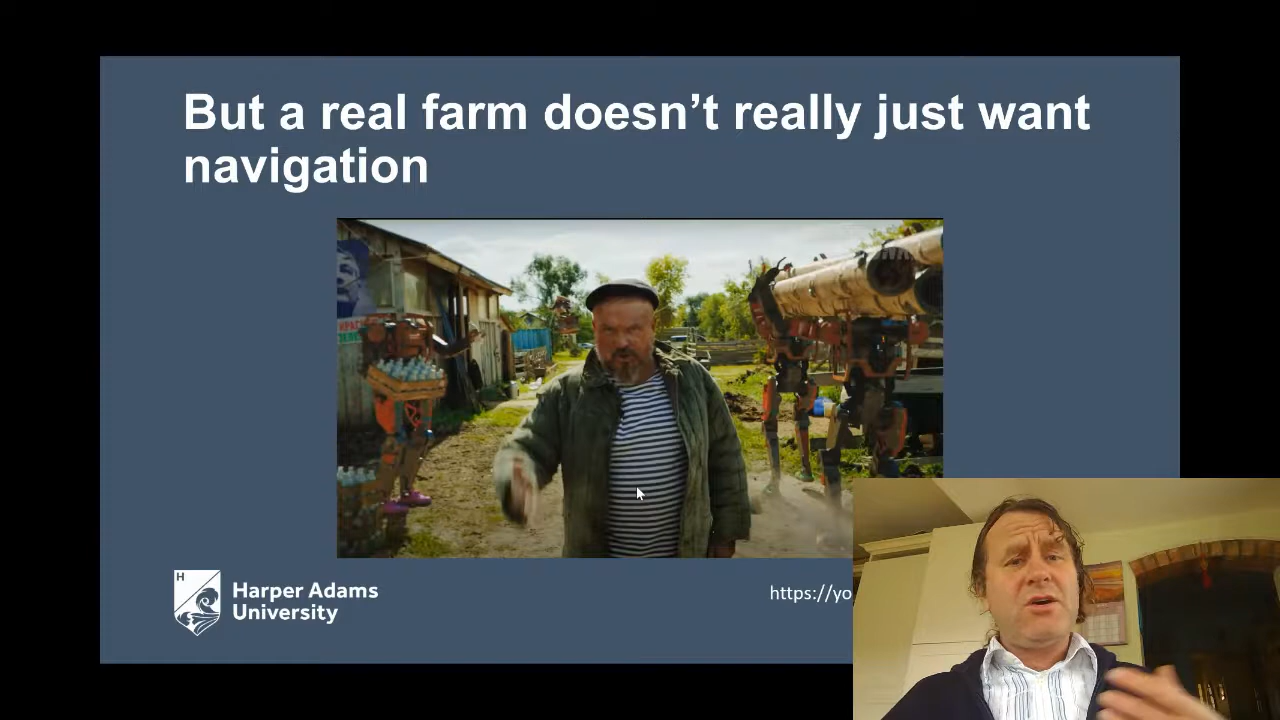 But a real farm doesn’t really just want
navigation
H
Harper Adams
University
https://yo